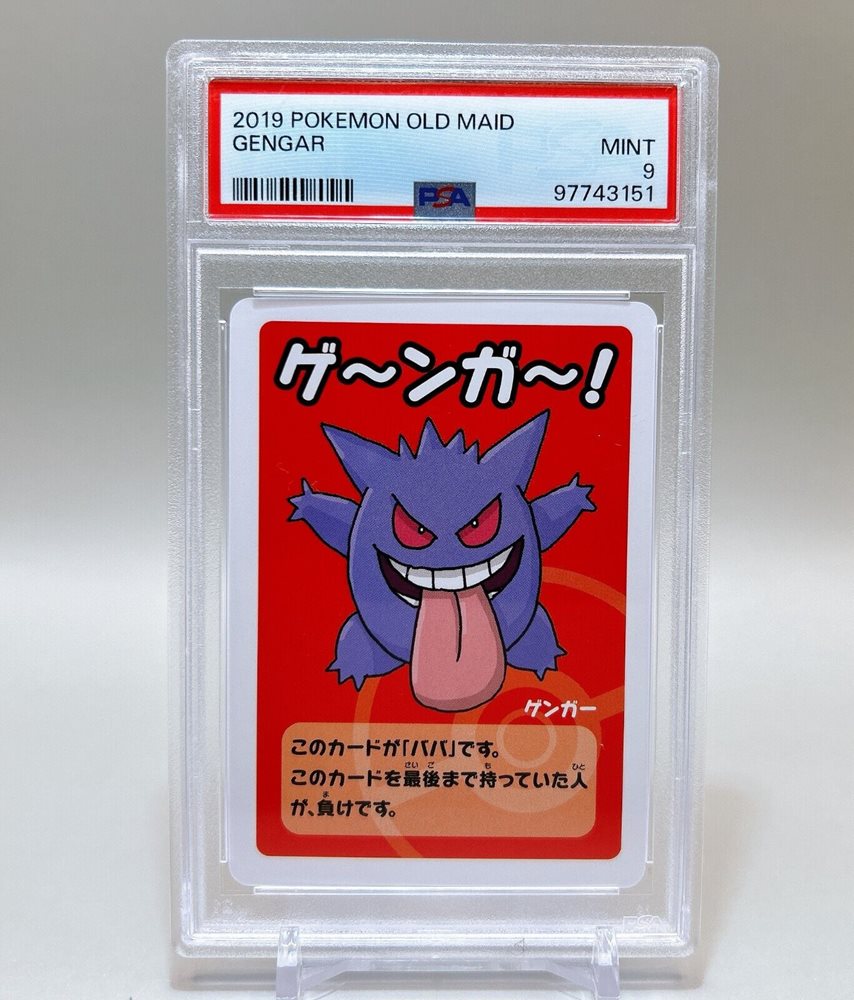 2019 POKEMON OLD MAID
GENGAR
MINT
9
PSA
97743151
ゲ〜ンガ〜!
ゲンガー
このカードが「ババ」です。
このカードを最後まで持っていた人
が、負けです。
PSA